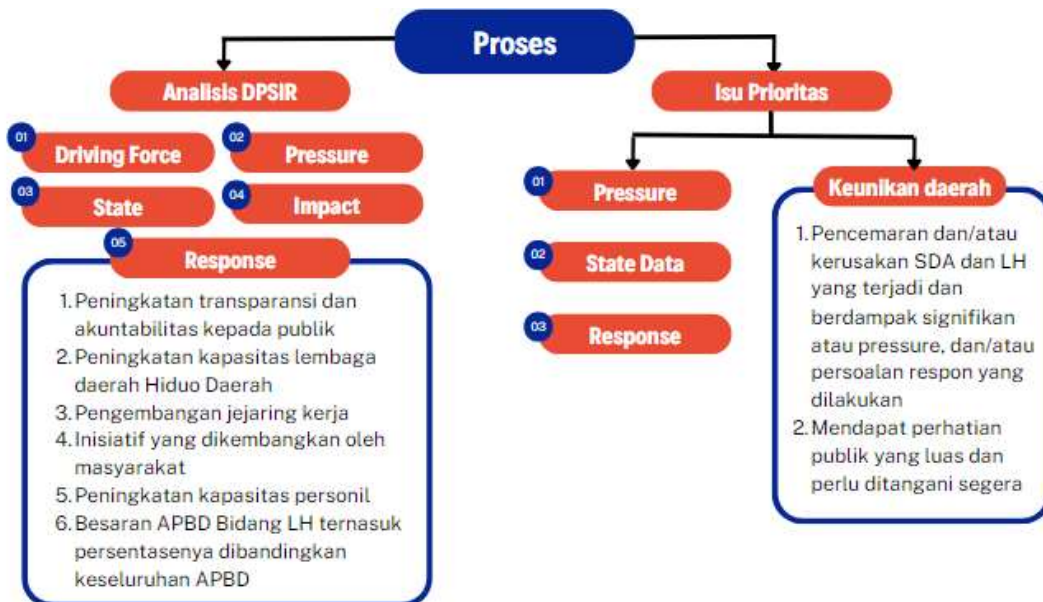 Proses
Analisis DPSIR
01
Driving Force
02
Pressure
03
State
04
Impact
05
Response
1. Peningkatan transparansi dan
akuntabilitas kepada publik
2. Peningkatan kapasitas lembaga
daerah Hiduo Daerah
3. Pengembangan jejaring kerja
4. Inisiatif yang dikembangkan oleh
masyarakat
5. Peningkatan kapasitas personil
6. Besaran APBD Bidang LH ternasuk
persentasenya dibandingkan
keseluruhan APBD
Isu Prioritas
01
Pressure
02
State Data
03
Response
Keunikan daerah
1. Pencemaran dan/atau
kerusakan SDA dan LH
yang terjadi dan
berdampak signifikan
atau pressure, dan/atau
persoalan respon yang
dilakukan
2. Mendapat perhatian
publik yang luas dan
perlu ditangani segera